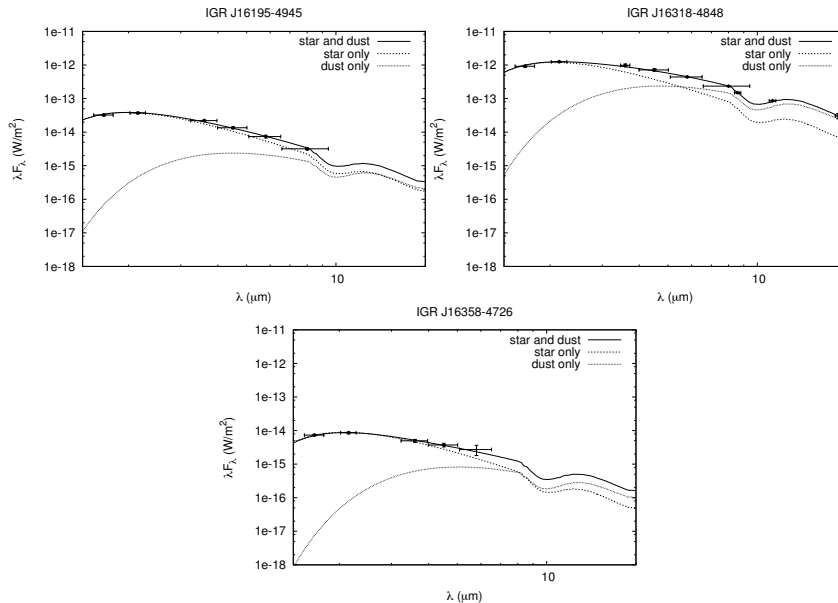 IGR J16195-4945
1e-11
1e-12
1e-13
1e-14
1e-15
1e-16
1e-17
1e-18
10
λFλ (W/m²)
λ (μm)
star and dust
star only
dust only
IGR J16318-4848
1e-11
1e-12
1e-13
1e-14
1e-15
1e-16
1e-17
1e-18
10
λFλ (W/m²)
λ (μm)
star and dust
star only
dust only
IGR J16358-4726
1e-11
1e-12
1e-13
1e-14
1e-15
1e-16
1e-17
1e-18
10
λFλ (W/m²)
λ (μm)
star and dust
star only
dust only